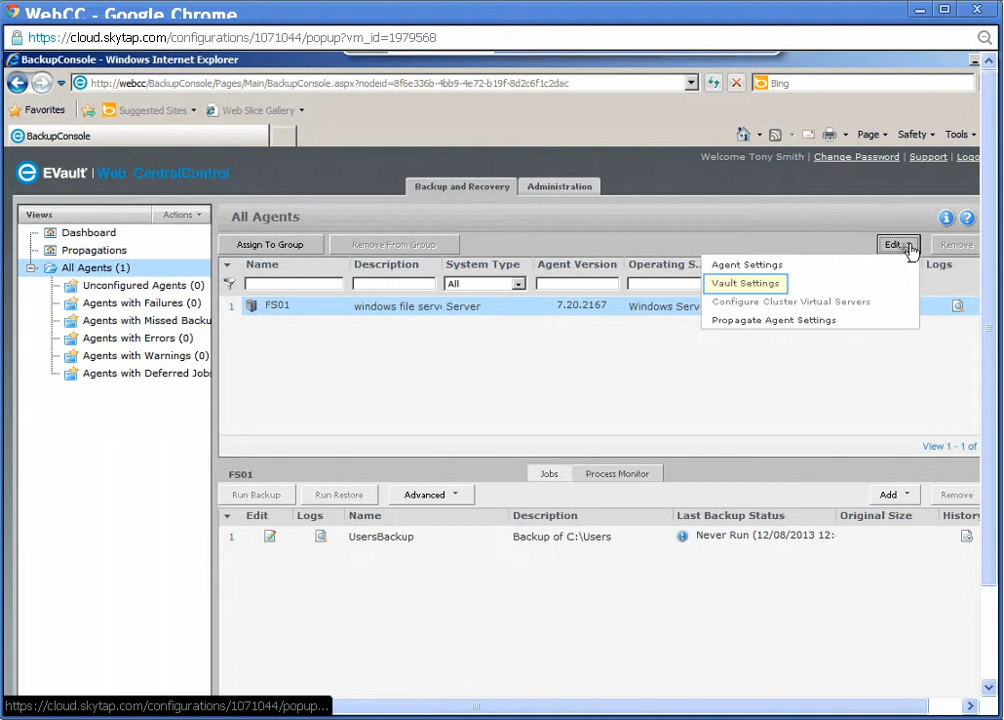 WebCC - Google Chrome
https://cloud.skytap.com/configurations/1071044/popup?vm_id=1979568
BackupConsole - Windows Internet Explorer
http://webcc/BackupConsole/Pages/Main/BackupConsole.aspx?nodeid=8f6e336b-4bb9-4e72-b19f-8d2c6f1c2dac
Bing
Favorites
Suggested Sites
Web Slice Gallery
BackupConsole
Page
Safety
Tools
Welcome Tony Smith
Change Password
Support
Logo
EVault | Web CentralControl
Backup and Recovery
Administration
Views
Actions
Dashboard
Propagations
All Agents (1)
Unconfigured Agents (0)
Agents with Failures (0)
Agents with Missed Backu
Agents with Errors (0)
Agents with Warnings (0)
Agents with Deferred Jobs
All Agents
Assign To Group
Remove From Group
Edit
Remove
Name
Description
System Type
Agent Version
Operating S...
Logs
All
1
FS01
windows file serv
Server
7.20.2167
Windows Serv
Agent Settings
Vault Settings
Configure Cluster Virtual Servers
Propagate Agent Settings
View 1 - 1 of
FS01
Jobs
Process Monitor
Run Backup
Run Restore
Advanced
Add
Remove
Edit
Logs
Name
Description
Last Backup Status
Original Size
History
1
UsersBackup
Backup of C:\Users
Never Run (12/08/2013 12:
https://cloud.skytap.com/configurations/1071044/popup...